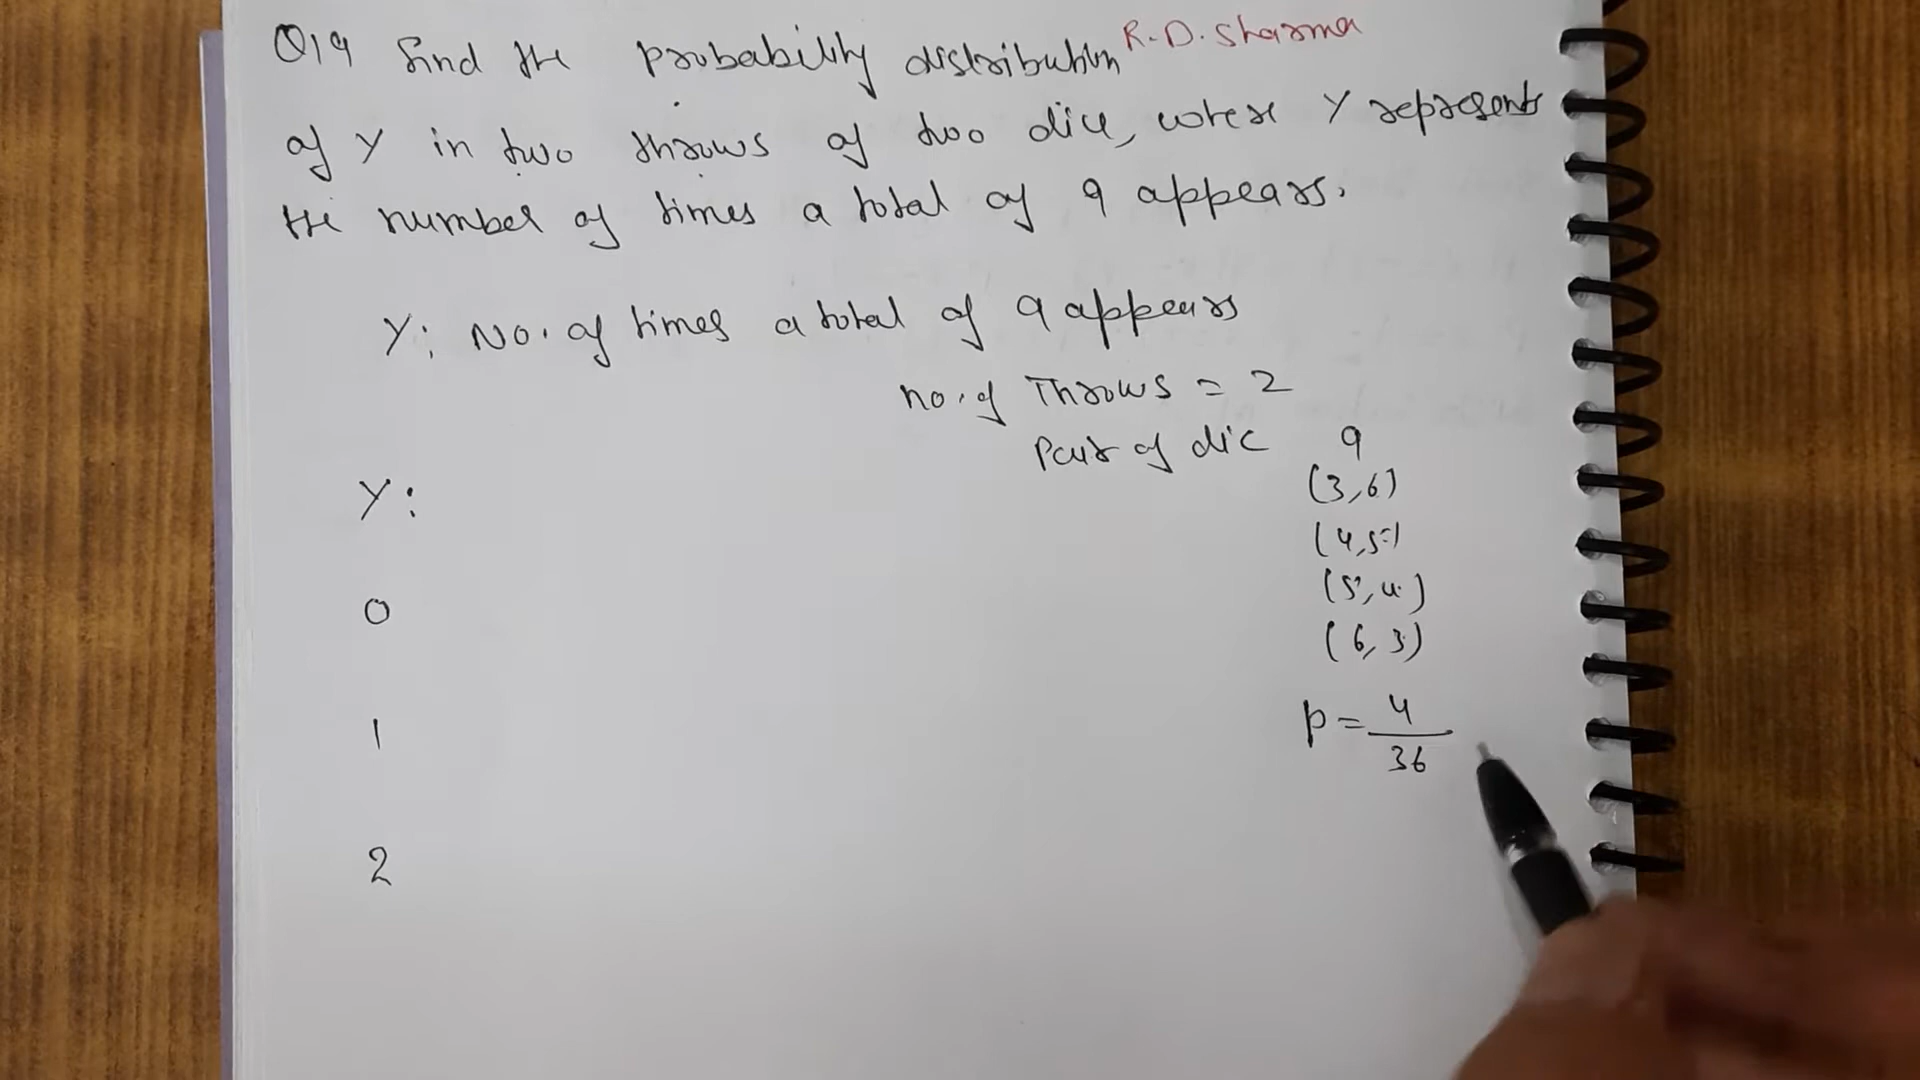 Q19 find the probability distribution R.D. Sharma
of Y in two throws of two dice, where Y represents
the number of times a total of 9 appears.
Y: No. of times a total of 9 appears
no. of Throws = 2
Pair of dic 9
Y: (3,6)
(4,5)
(5,4)
0 (6,3)
1 p = 4/36
2